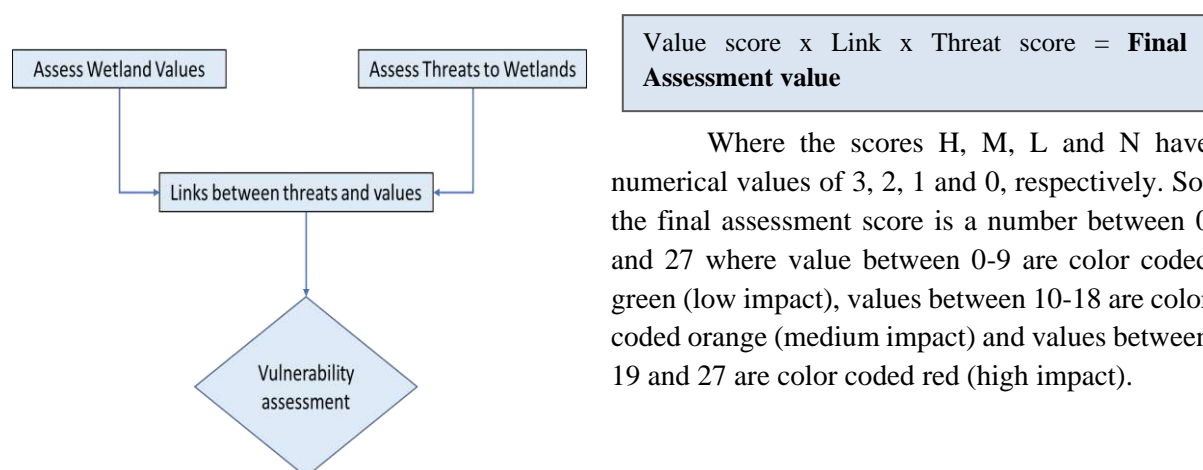 Assess Wetland Values
Assess Threats to Wetlands
Links between threats and values
Vulnerability
assessment
Value score x Link x Threat score = Final
Assessment value
Where the scores H, M, L and N have
numerical values of 3, 2, 1 and 0, respectively. So
the final assessment score is a number between 0
and 27 where value between 0-9 are color coded
green (low impact), values between 10-18 are color
coded orange (medium impact) and values between
19 and 27 are color coded red (high impact).